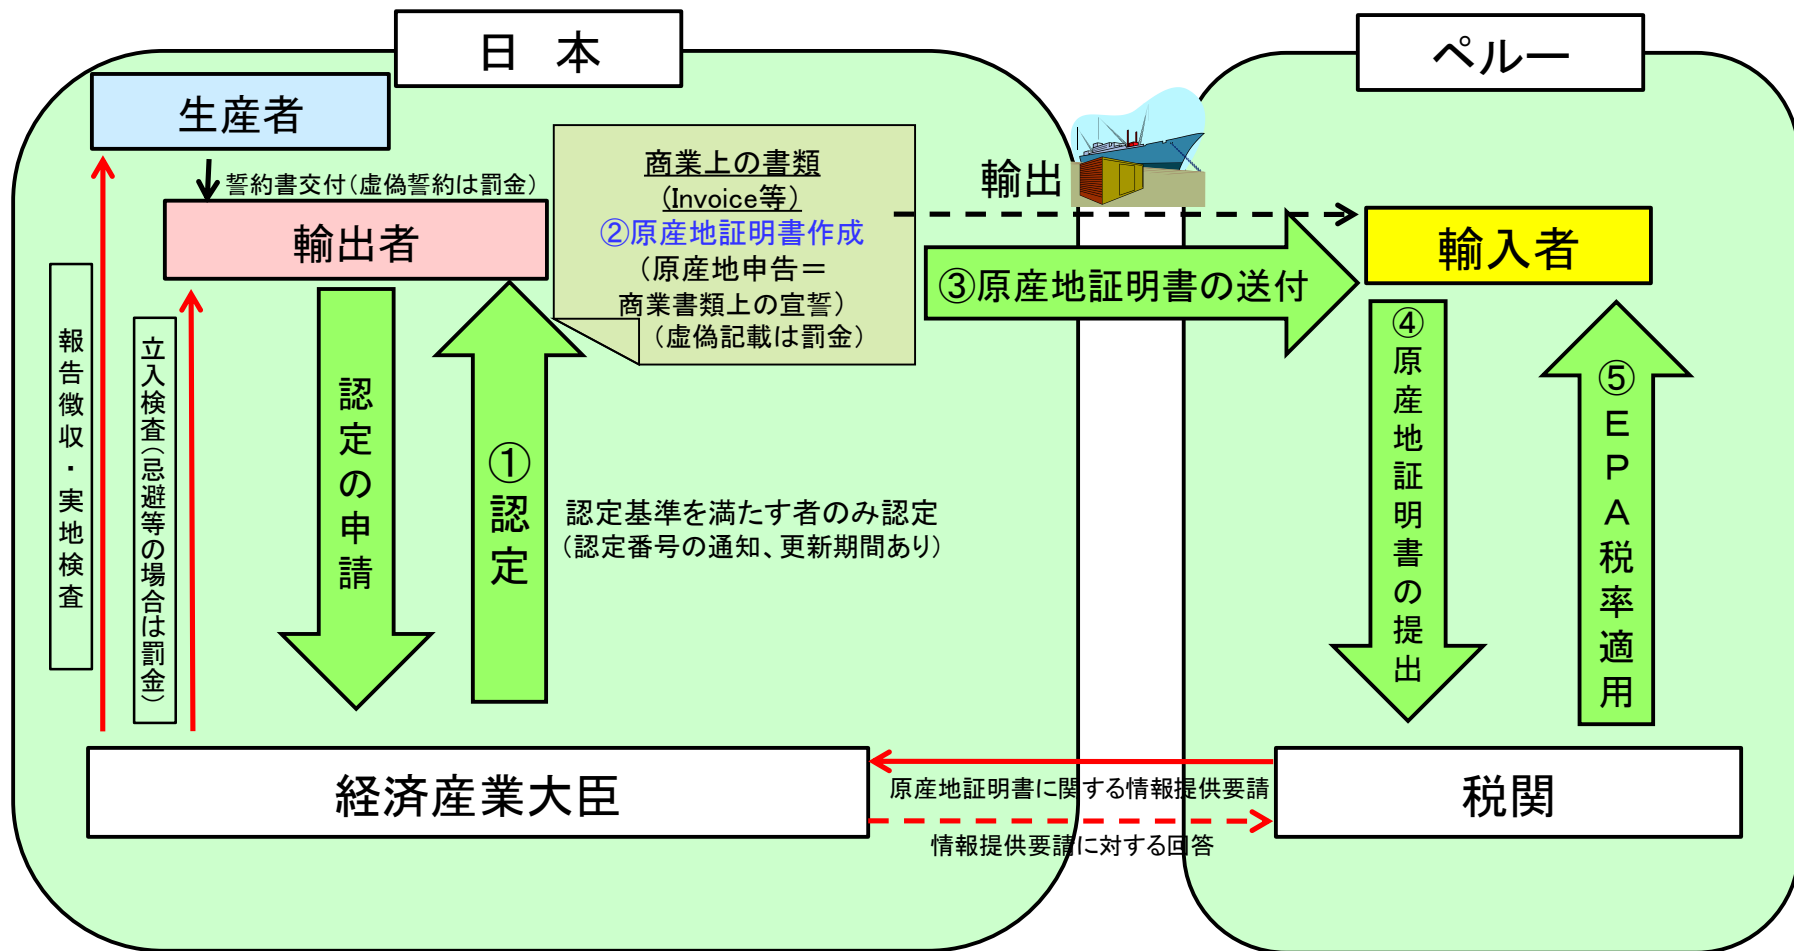 日　本
ペルー
生産者
誓約書交付（虚偽誓約は罰金）
輸出者
商業上の書類
(Invoice等)
②原産地証明書作成
（原産地申告＝
商業書類上の宣誓）
（虚偽記載は罰金）
輸出
③原産地証明書の送付
輸入者
報告徴収・実地検査
立入検査（忌避等の場合は罰金）
認定の申請
①認定
認定基準を満たす者のみ認定
（認定番号の通知、更新期間あり）
④原産地証明書の提出
⑤ＥＰＡ税率適用
経済産業大臣
原産地証明書に関する情報提供要請
情報提供要請に対する回答
税関